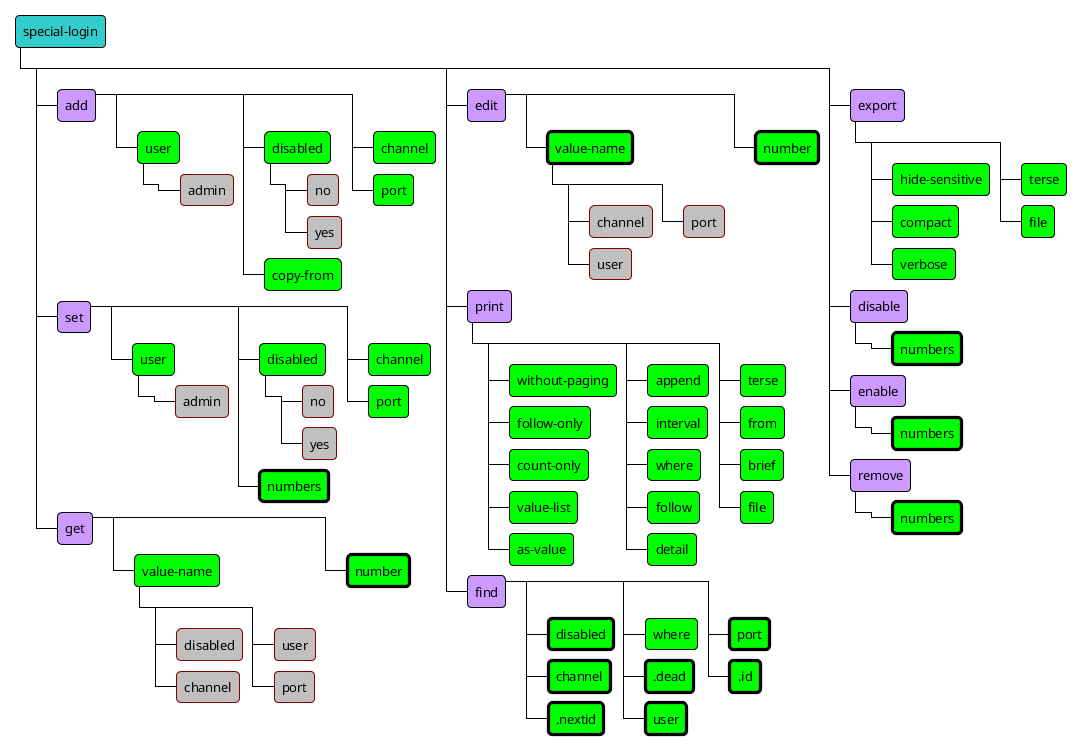 special-login
add
user
admin
disabled
no
yes
copy-from
channel
port
set
user
admin
disabled
no
yes
numbers
channel
port
get
value-name
disabled
channel
user
port
number
edit
value-name
channel
user
port
number
print
without-paging
follow-only
count-only
value-list
as-value
append
interval
where
follow
detail
terse
from
brief
file
find
disabled
channel
.nextid
where
.dead
user
port
.id
export
hide-sensitive
compact
verbose
terse
file
disable
numbers
enable
numbers
remove
numbers